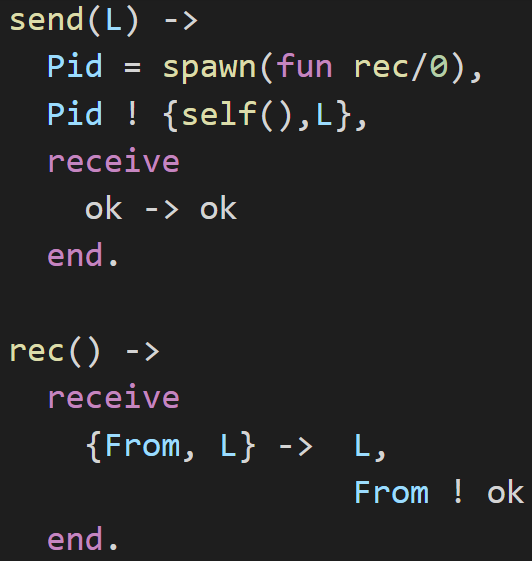 send(L) ->
  Pid = spawn(fun rec/0),
  Pid ! {self(),L},
  receive
    ok -> ok
  end.

rec() ->
  receive
    {From, L} ->  L,
                  From ! ok
  end.